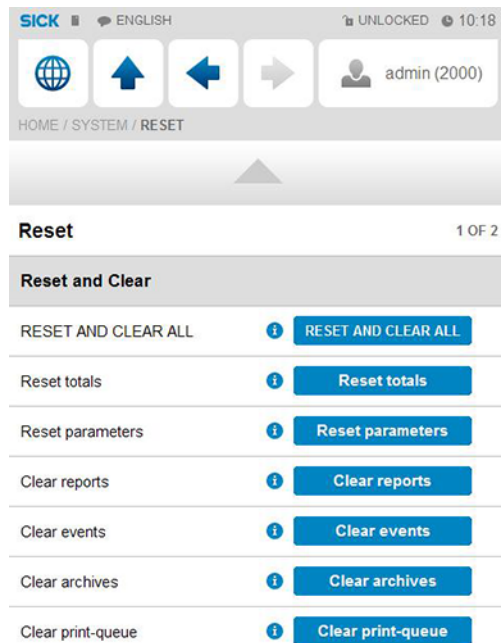 SICK ENGLISH UNLOCKED 10:18
admin (2000)
HOME / SYSTEM / RESET
Reset 1 OF 2
Reset and Clear
RESET AND CLEAR ALL RESET AND CLEAR ALL
Reset totals Reset totals
Reset parameters Reset parameters
Clear reports Clear reports
Clear events Clear events
Clear archives Clear archives
Clear print-queue Clear print-queue